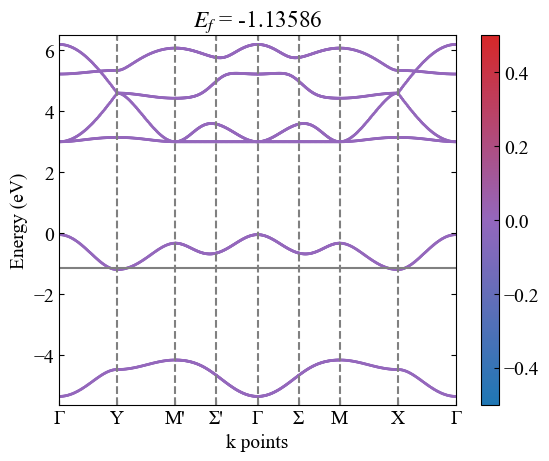 E_f = -1.13586
6
4
2
0
−2
−4
Energy (eV)
Γ Y M' Σ' Γ Σ M X Γ
k points
0.4
0.2
0.0
−0.2
−0.4